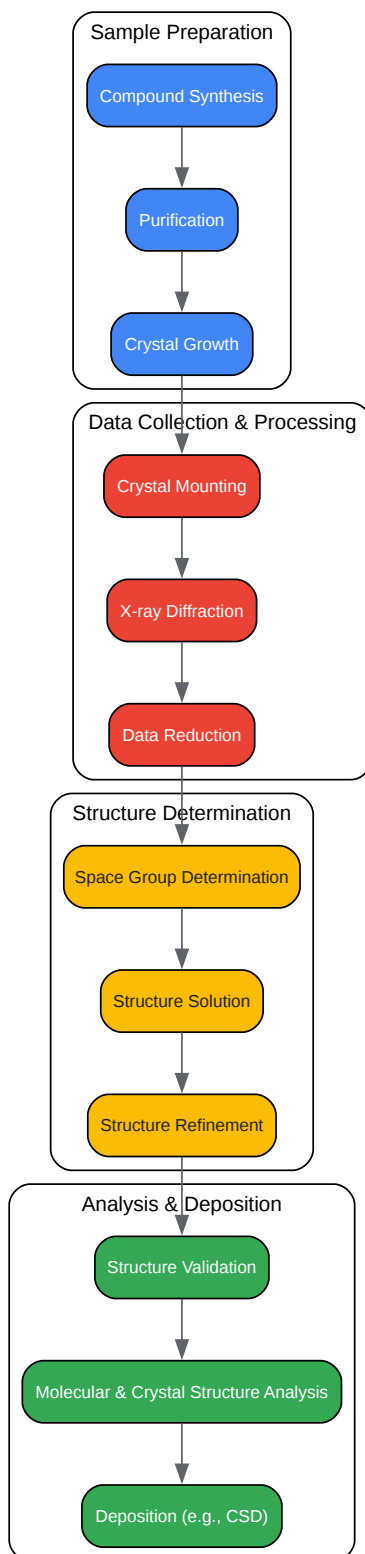 Sample Preparation
Compound Synthesis
Purification
Crystal Growth
Data Collection & Processing
Crystal Mounting
X-ray Diffraction
Data Reduction
Structure Determination
Space Group Determination
Structure Solution
Structure Refinement
Analysis & Deposition
Structure Validation
Molecular & Crystal Structure Analysis
Deposition (e.g., CSD)